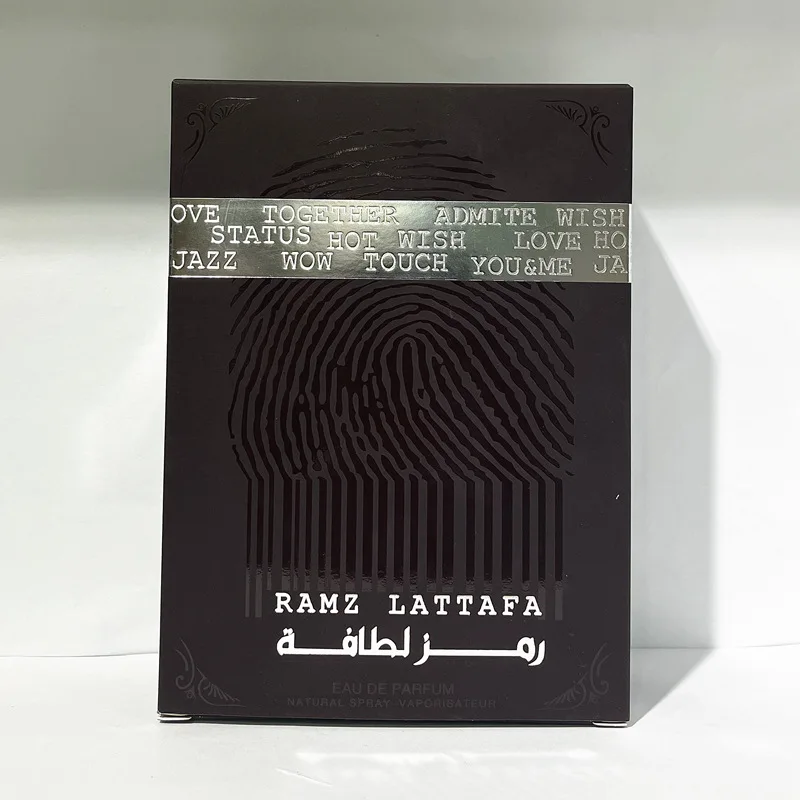 OVE TOGETHER ADMITE WISH
STATUS HOT WISH LOVE HO
JAZZ WOW TOUCH YOU&ME JA
RAMZ LATTAFA
رمز لطافة
EAU DE PARFUM
NATURAL SPRAY-VAPORISATEUR